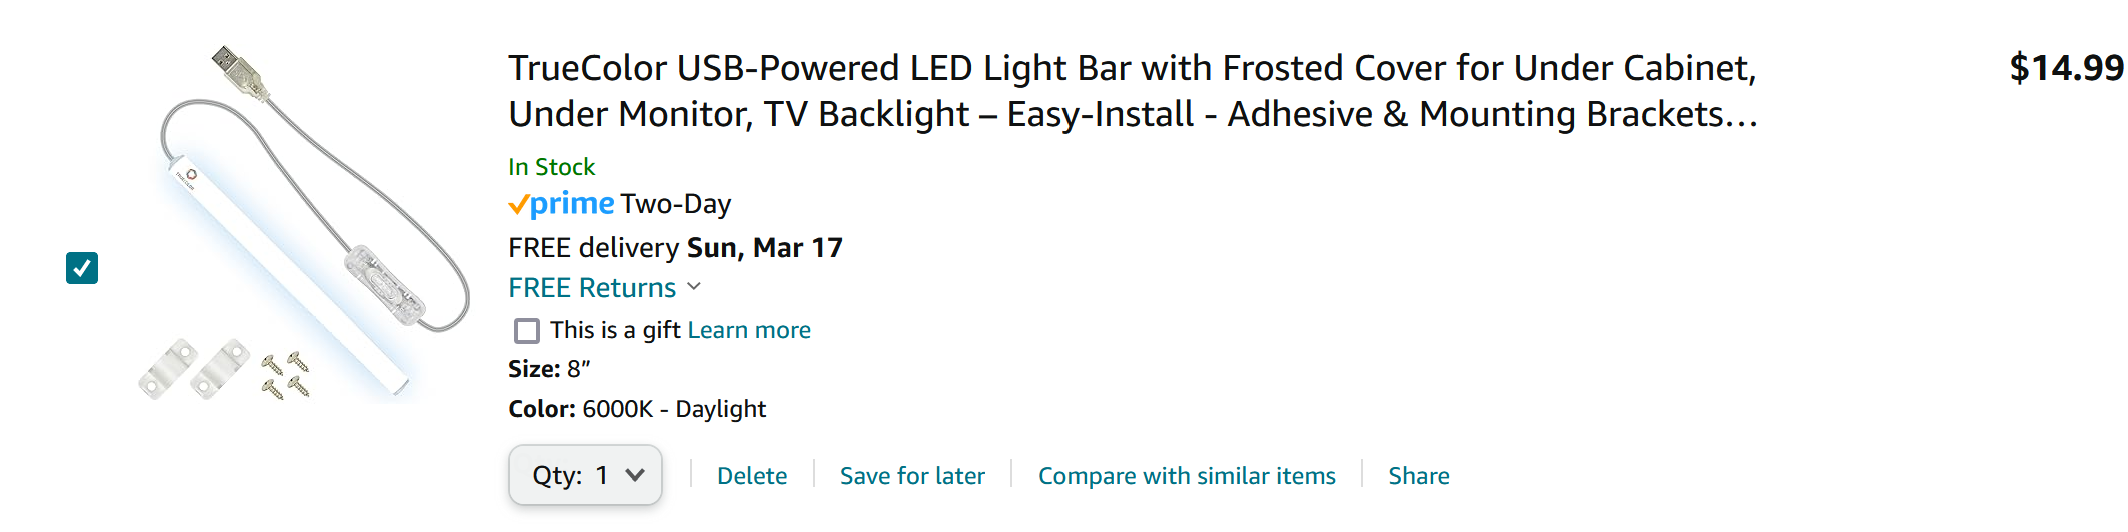 TrueColor USB-Powered LED Light Bar with Frosted Cover for Under Cabinet,
Under Monitor, TV Backlight – Easy-Install - Adhesive & Mounting Brackets…
$14.99
In Stock
prime Two-Day
FREE delivery Sun, Mar 17
FREE Returns
This is a gift Learn more
Size: 8″
Color: 6000K - Daylight
Qty: 1
Delete
Save for later
Compare with similar items
Share
TRUECOLOR